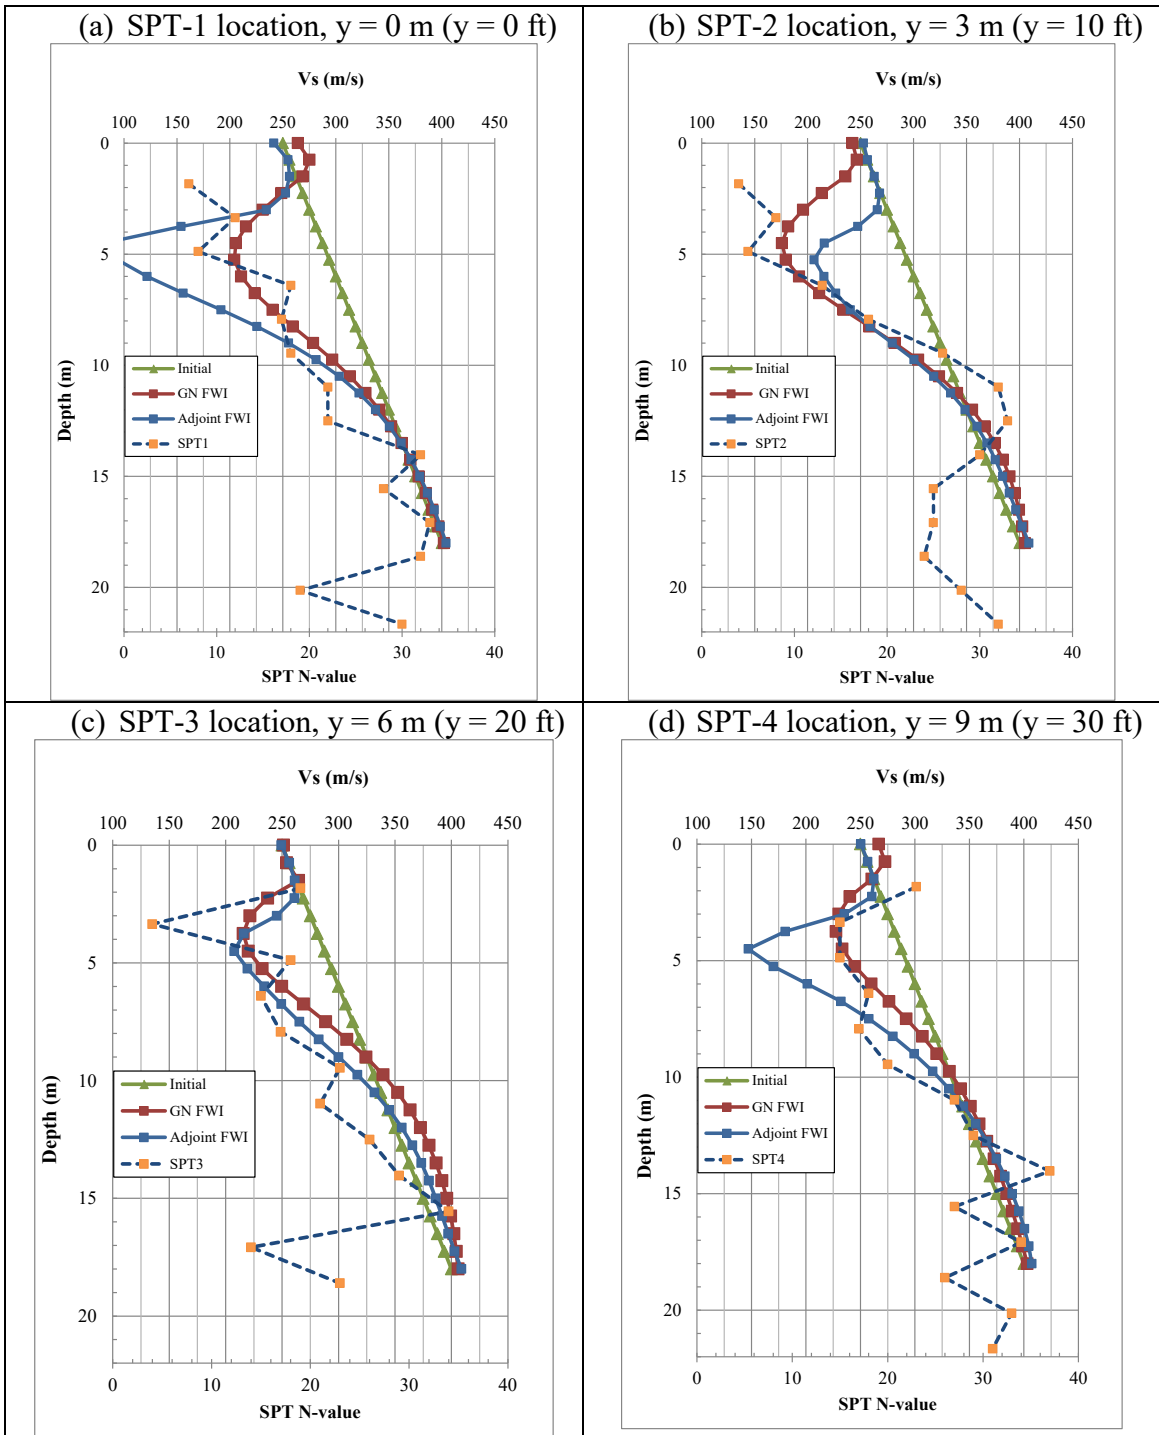 (a) SPT-1 location, y = 0 m (y = 0 ft)
Vs (m/s)
100 150 200 250 300 350 400 450
0
5
10
15
20
Depth (m)
Initial
GN FWI
Adjoint FWI
SPT1
0 10 20 30 40
SPT N-value
(b) SPT-2 location, y = 3 m (y = 10 ft)
Vs (m/s)
100 150 200 250 300 350 400 450
0
5
10
15
20
Depth (m)
Initial
GN FWI
Adjoint FWI
SPT2
0 10 20 30 40
SPT N-value
(c) SPT-3 location, y = 6 m (y = 20 ft)
Vs (m/s)
100 150 200 250 300 350 400 450
0
5
10
15
20
Depth (m)
Initial
GN FWI
Adjoint FWI
SPT3
0 10 20 30 40
SPT N-value
(d) SPT-4 location, y = 9 m (y = 30 ft)
Vs (m/s)
100 150 200 250 300 350 400 450
0
5
10
15
20
Depth (m)
Initial
GN FWI
Adjoint FWI
SPT4
0 10 20 30 40
SPT N-value